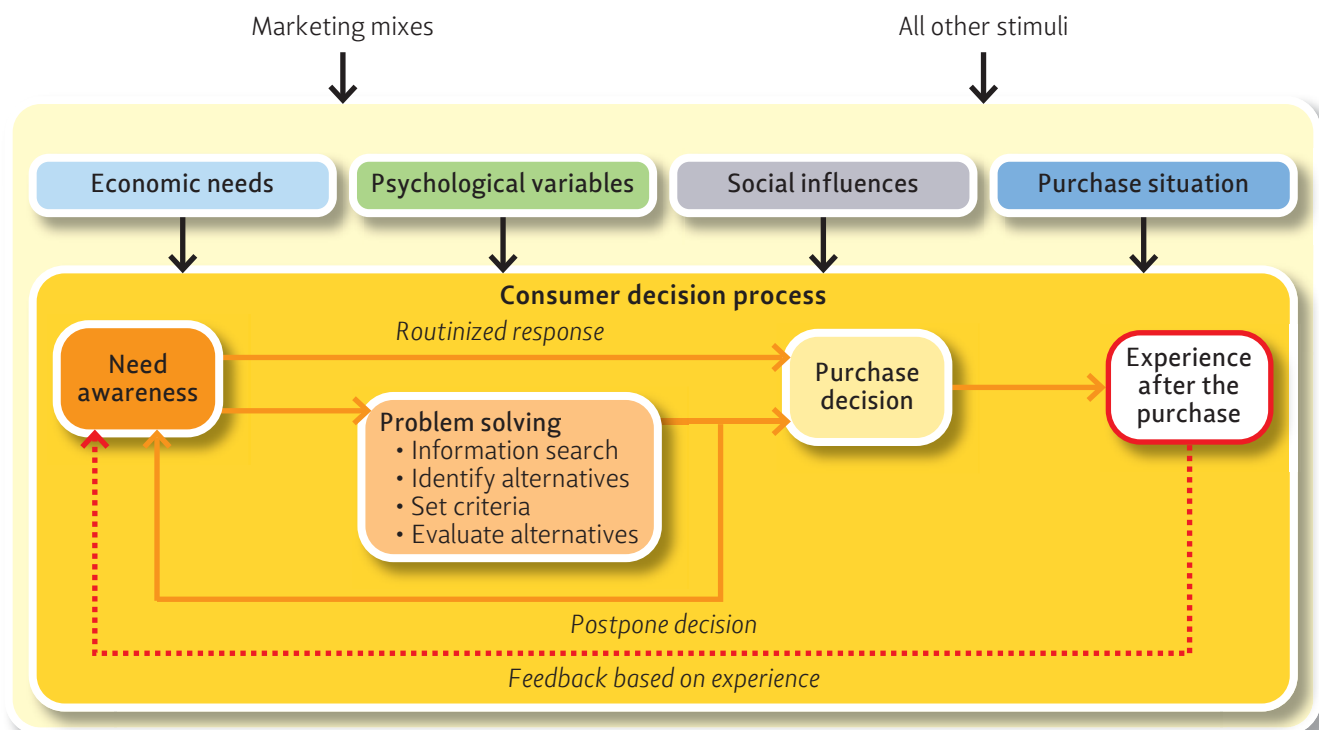 Marketing mixes
All other stimuli
Economic needs
Psychological variables
Social influences
Purchase situation
Consumer decision process
Routinized response
Need
awareness
Problem solving
• Information search
• Identify alternatives
• Set criteria
• Evaluate alternatives
Purchase
decision
Experience
after the
purchase
Postpone decision
Feedback based on experience